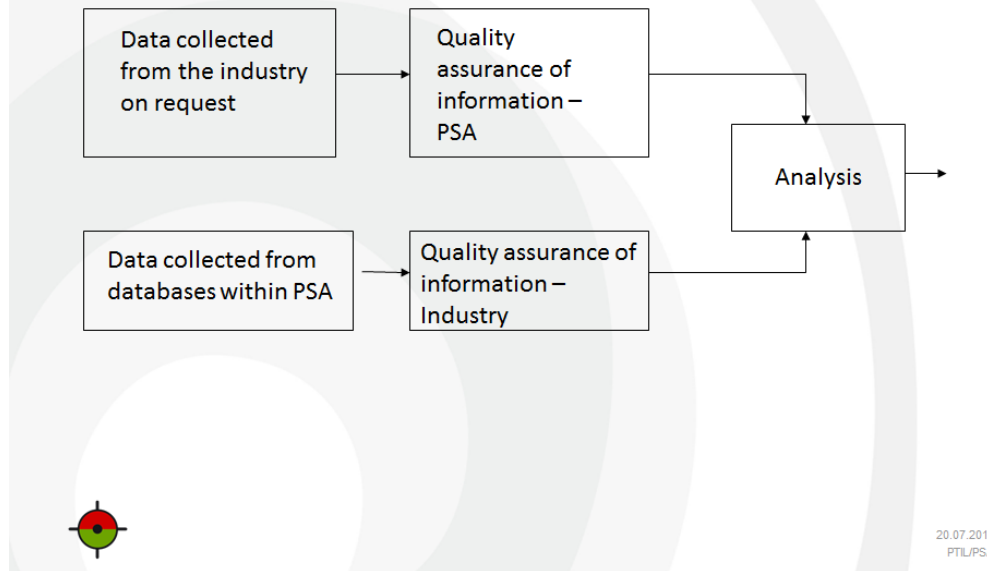 Data collected
from the industry
on request
Quality
assurance of
information –
PSA
Analysis
Data collected from
databases within PSA
Quality assurance of
information –
Industry
20.07.201
PTIL/PS